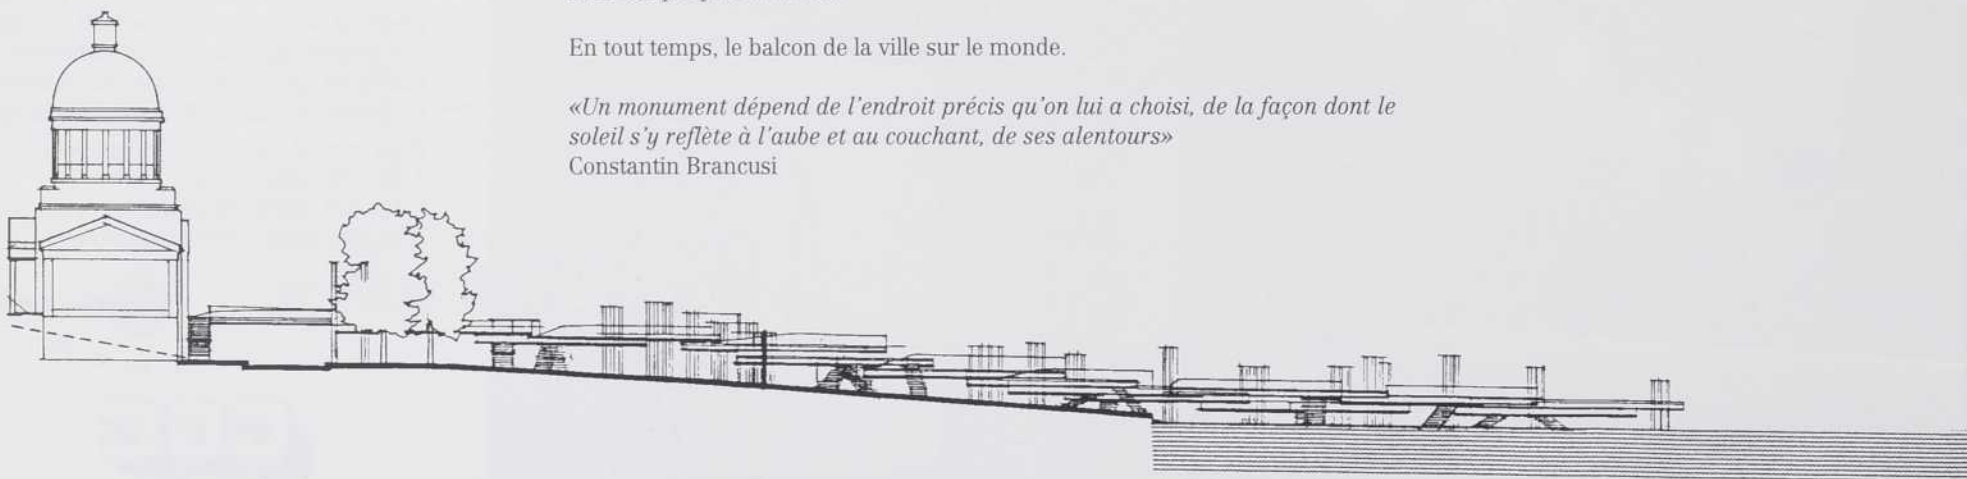 En tout temps, le balcon de la ville sur le monde.
«Un monument dépend de l'endroit précis qu'on lui a choisi, de la façon dont le
soleil s'y reflète à l'aube et au couchant, de ses alentours»
Constantin Brancusi